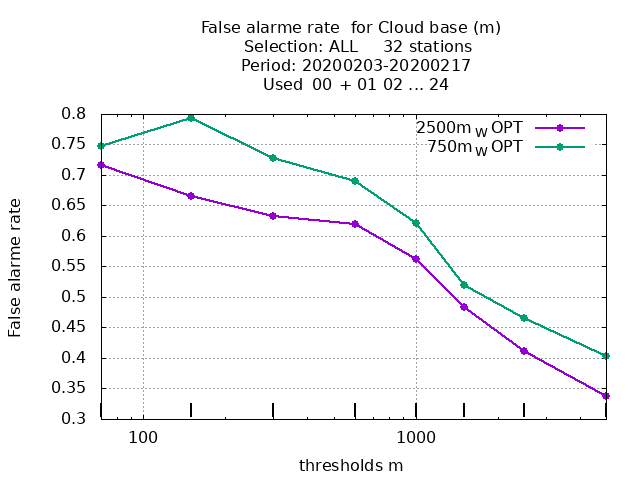 False alarme rate  for Cloud base (m)
Selection: ALL     32 stations
Period: 20200203-20200217
Used  00 + 01 02 ... 24
2500m W OPT
750m W OPT
0.8
0.75
0.7
0.65
0.6
0.55
0.5
0.45
0.4
0.35
0.3
False alarme rate
100
1000
thresholds m